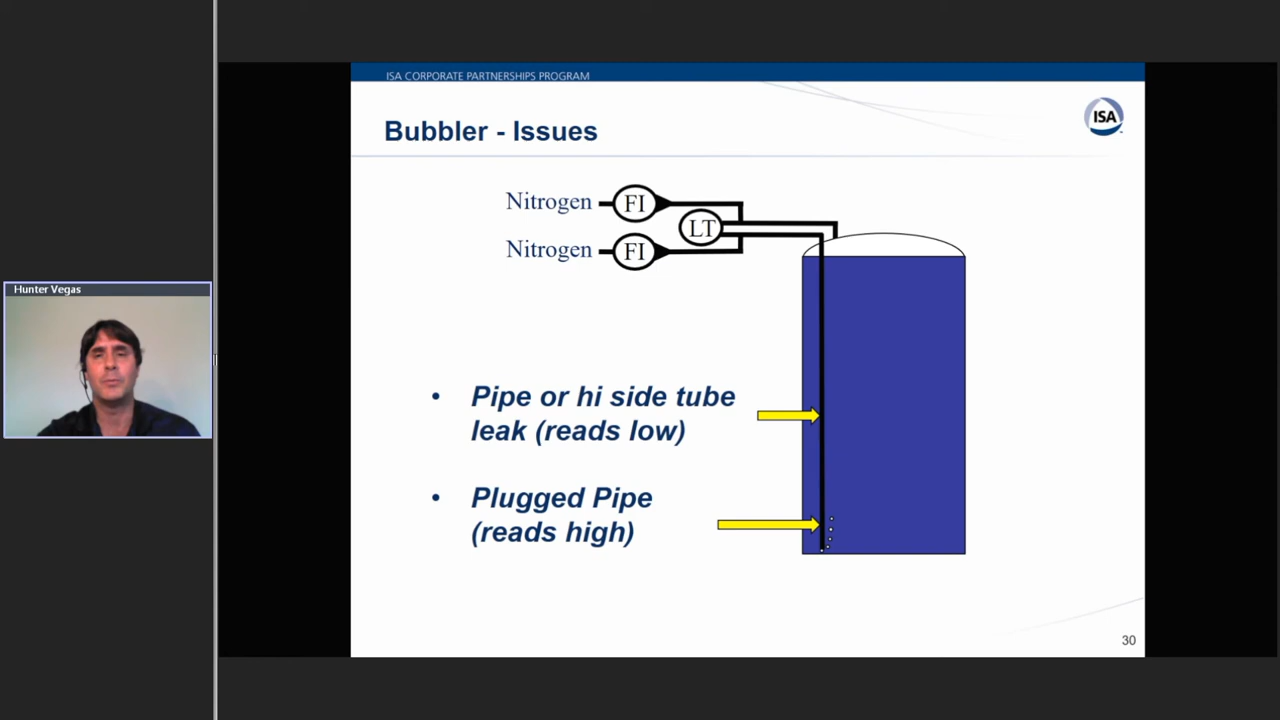 ISA CORPORATE PARTNERSHIPS PROGRAM
Bubbler - Issues
ISA
Nitrogen
FI
LT
Nitrogen
FI
Hunter Vegas
• Pipe or hi side tube
leak (reads low)
• Plugged Pipe
(reads high)
30